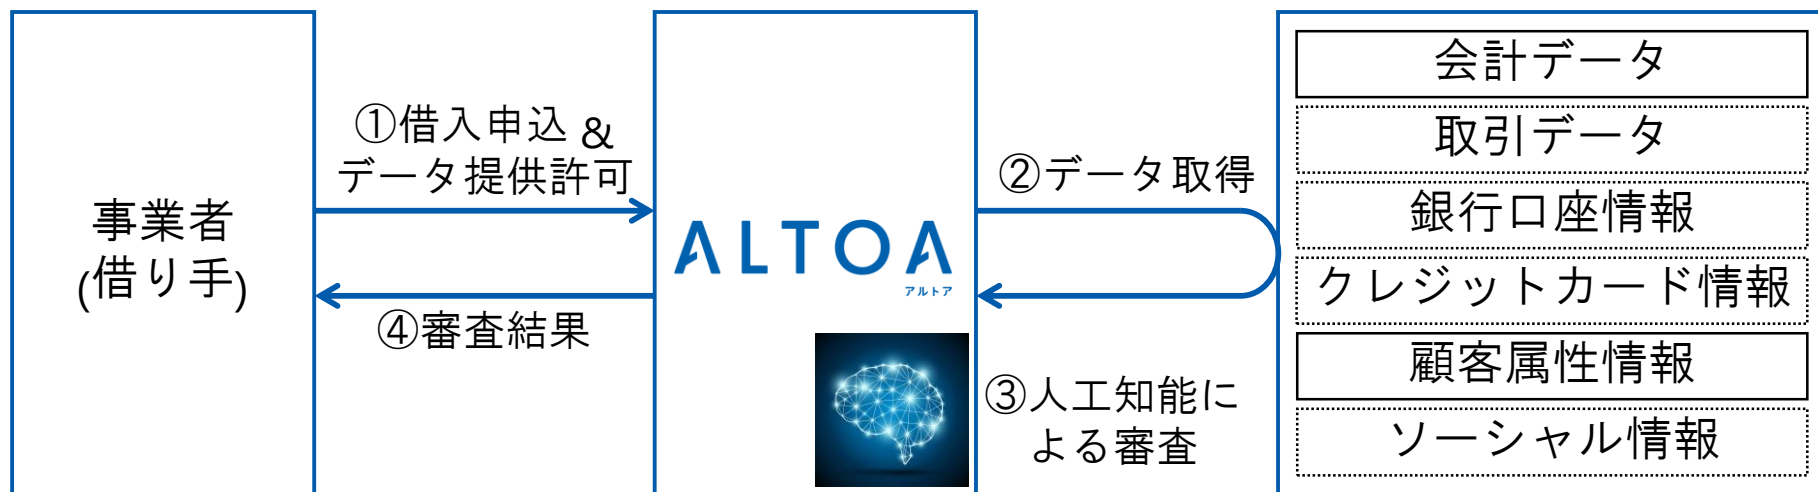 事業者
(借り手)
①借入申込 &
データ提供許可
④審査結果
ALTOA
アルトア
②データ取得
③人工知能に
よる審査
会計データ
取引データ
銀行口座情報
クレジットカード情報
顧客属性情報
ソーシャル情報